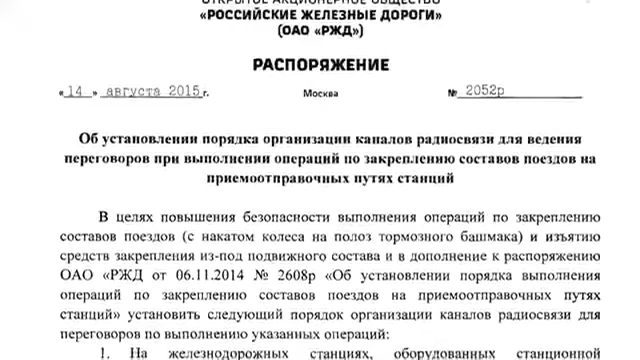 ОТКРЫТОЕ АКЦИОНЕРНОЕ ОБЩЕСТВО
«РОССИЙСКИЕ ЖЕЛЕЗНЫЕ ДОРОГИ»
(ОАО «РЖД»)
РАСПОРЯЖЕНИЕ
«14» августа 2015г. Москва № 2052р
Об установлении порядка организации каналов радиосвязи для ведения
переговоров при выполнении операций по закреплению составов поездов на
приемоотправочных путях станций
В целях повышения безопасности выполнения операций по закреплению
составов поездов (с накатом колеса на полоз тормозного башмака) и изъятию
средств закрепления из-под подвижного состава и в дополнение к распоряжению
ОАО «РЖД от 06.11.2014 № 2608р «Об установлении порядка выполнения
операций по закреплению составов поездов на приемоотправочных путях
станций» установить следующий порядок организации каналов радиосвязи для
переговоров по выполнению указанных операций:
1. На железнодорожных станциях, оборудованных станционной